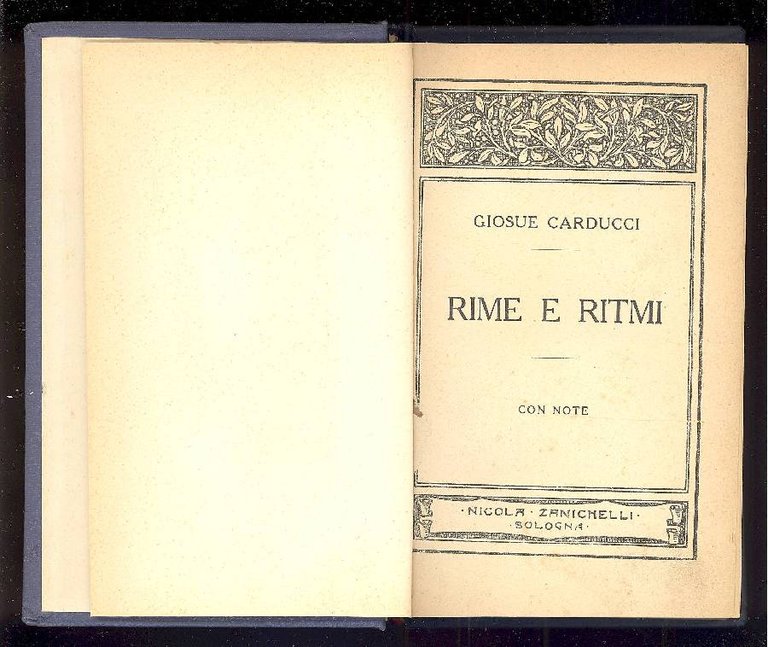 GIOSUE CARDUCCI
RIME E RITMI
CON NOTE
· NICOLA · ZANICHELLI ·
· BOLOGNA ·